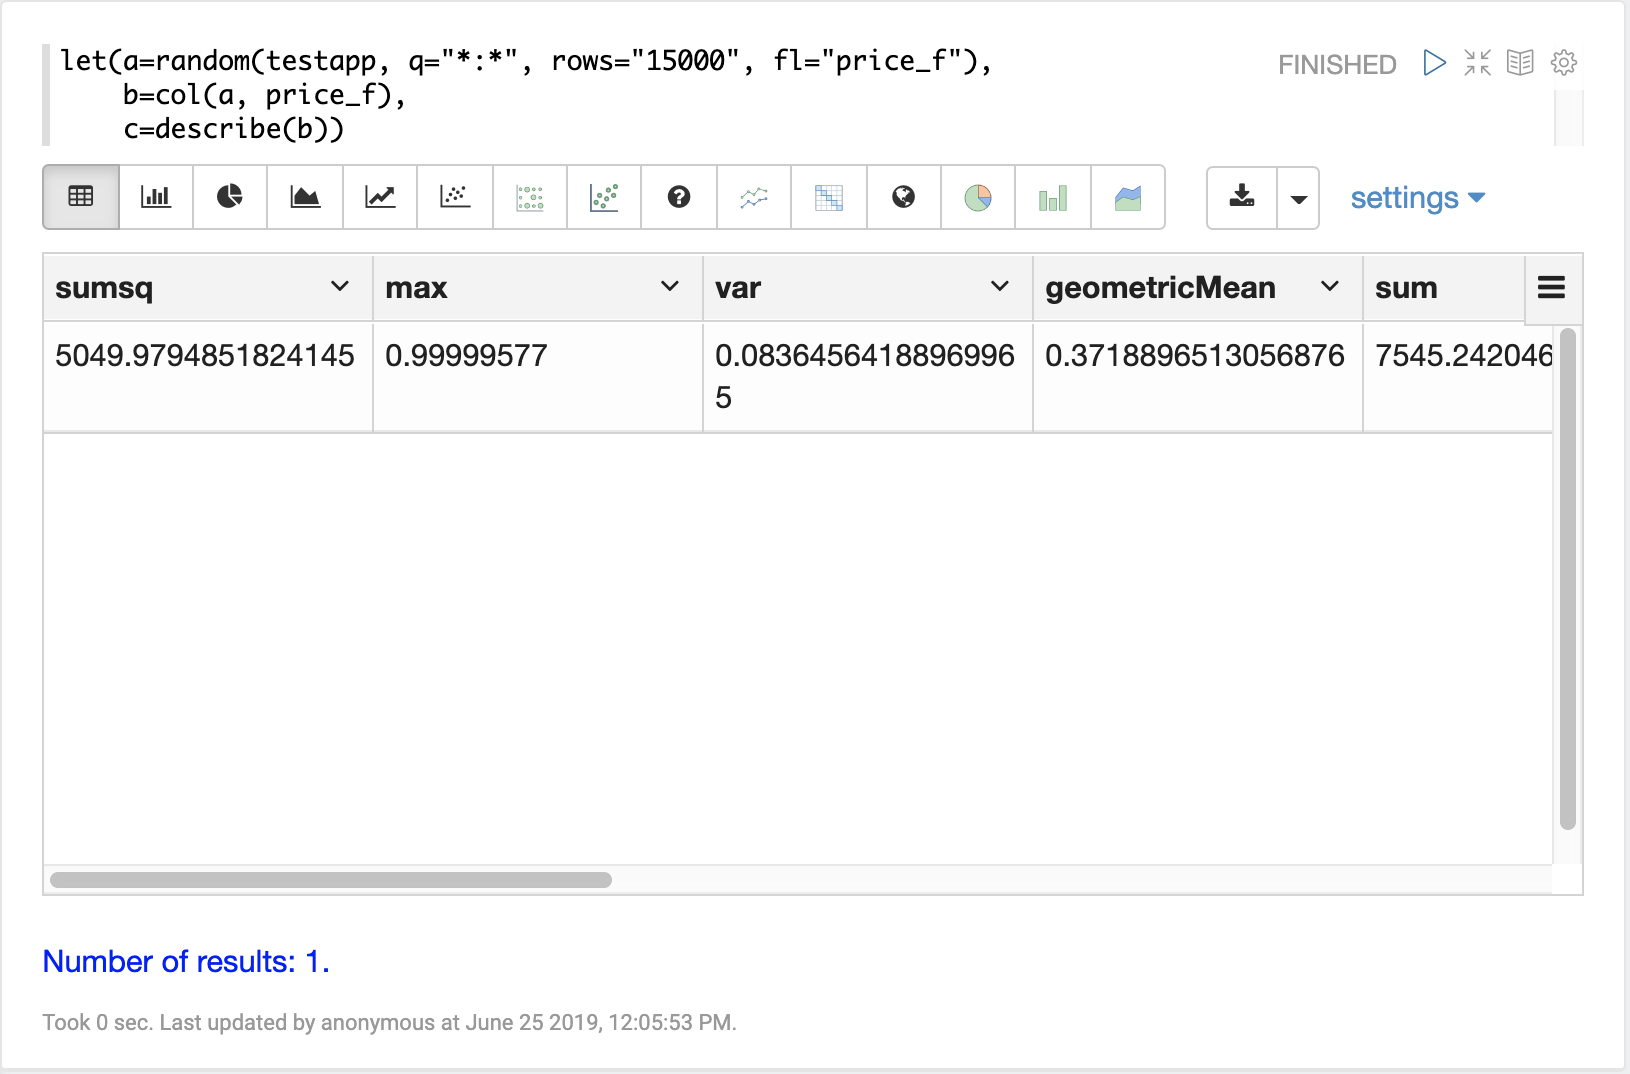 let(a=random(testapp, q="*:*", rows="15000", fl="price_f"),
b=col(a, price_f),
c=describe(b))
FINISHED
settings
sumsq max var geometricMean sum
5049.9794851824145 0.99999577 0.0836456418896996 0.3718896513056876 7545.242046
5
Number of results: 1.
Took 0 sec. Last updated by anonymous at June 25 2019, 12:05:53 PM.